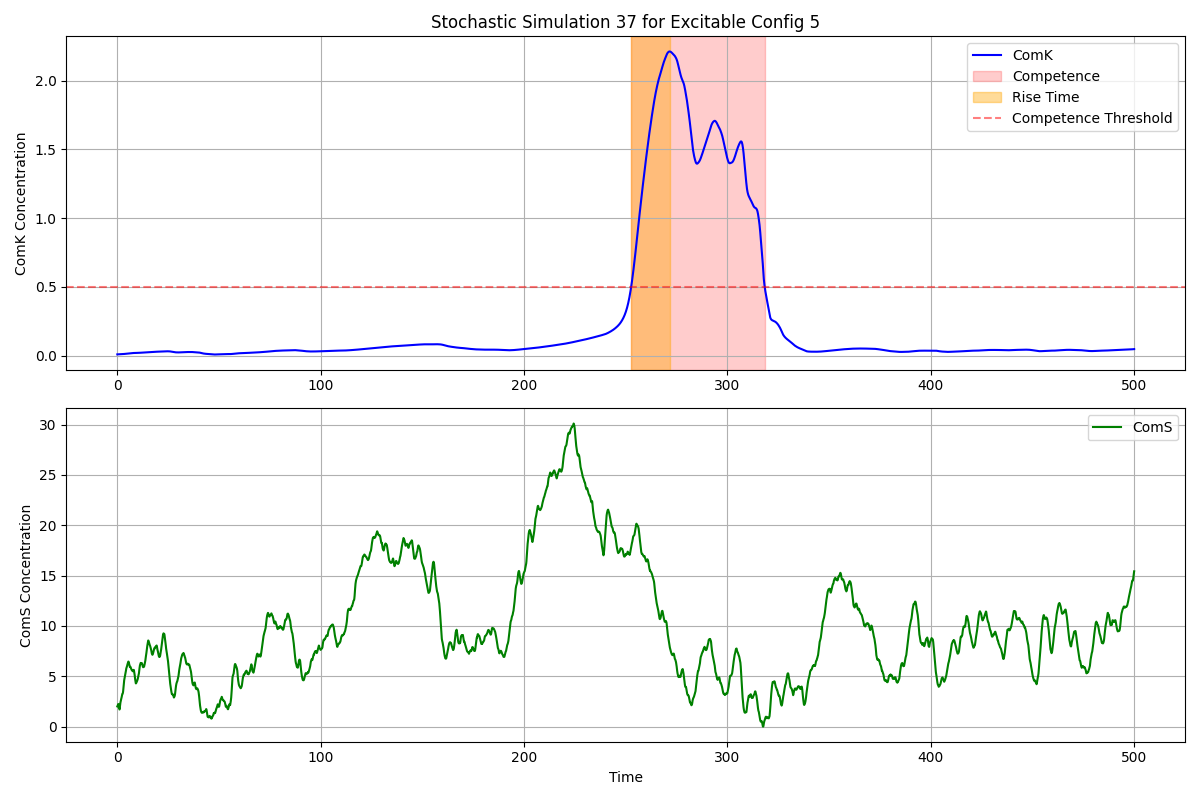 Stochastic Simulation 37 for Excitable Config 5
ComK Concentration
2.0
1.5
1.0
0.5
0.0
ComK
Competence
Rise Time
Competence Threshold
0 100 200 300 400 500
ComS Concentration
30
25
20
15
10
5
0
ComS
0 100 200 300 400 500
Time